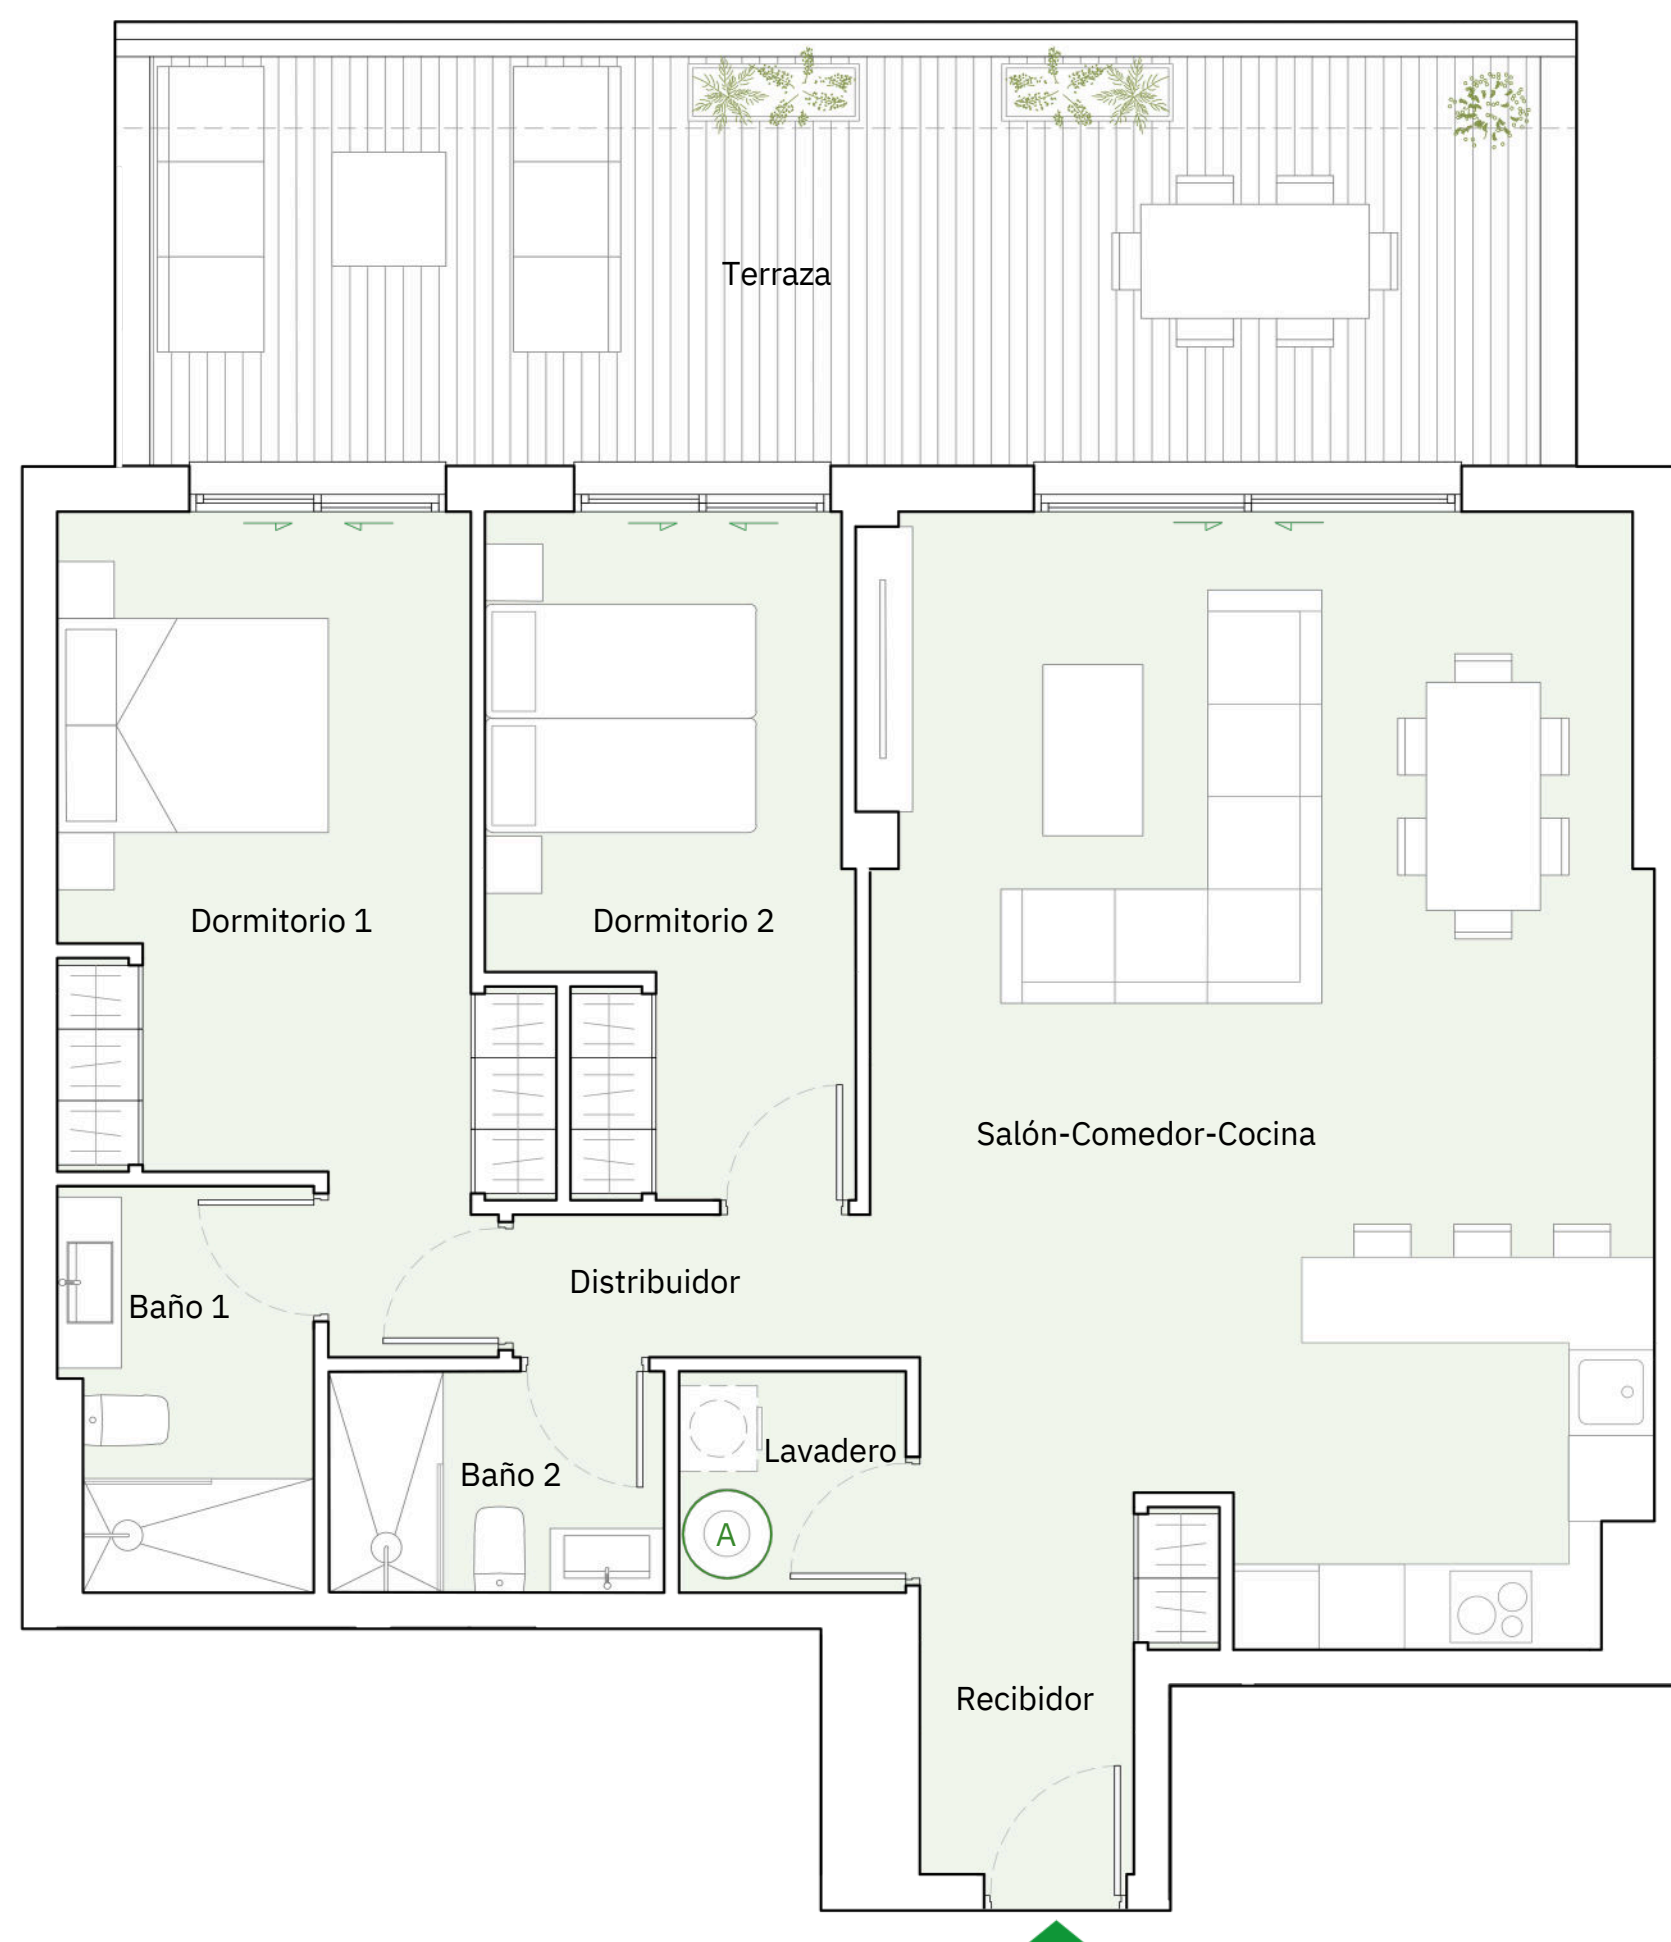 Terraza
Dormitorio 1
Dormitorio 2
Salón-Comedor-Cocina
Distribuidor
Baño 1
Lavadero
Baño 2
A
Recibidor